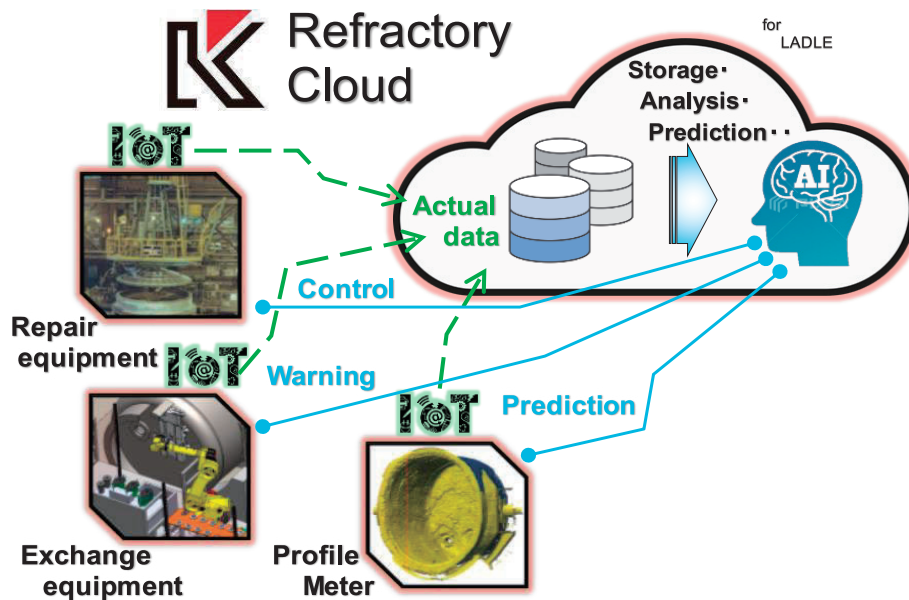 K
Refractory
Cloud
for
LADLE
Storage・
Analysis・
Prediction・・
IoT
AI
Actual
data
Control
Repair
equipment
IoT
Warning
IoT
Prediction
Exchange
equipment
Profile
Meter